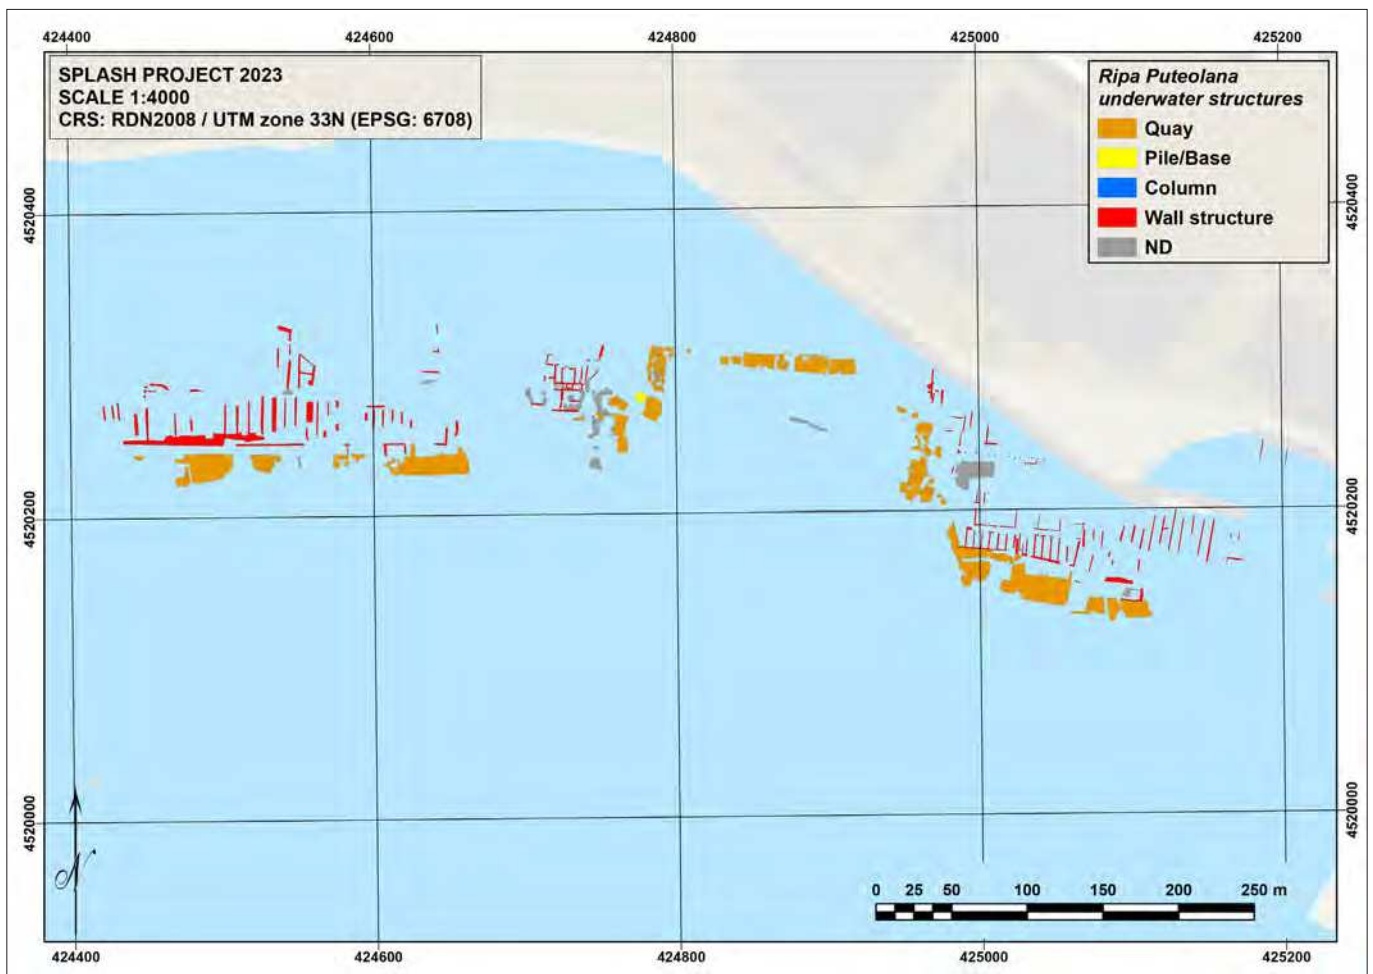 424400 424600 424800 425000 425200
SPLASH PROJECT 2023
SCALE 1:4000
CRS: RDN2008 / UTM zone 33N (EPSG: 6708)
Ripa Puteolana
underwater structures
Quay
Pile/Base
Column
Wall structure
ND
4520400 4520400
4520200 4520200
4520000 4520000
N
0 25 50 100 150 200 250 m
424400 424600 424800 425000 425200